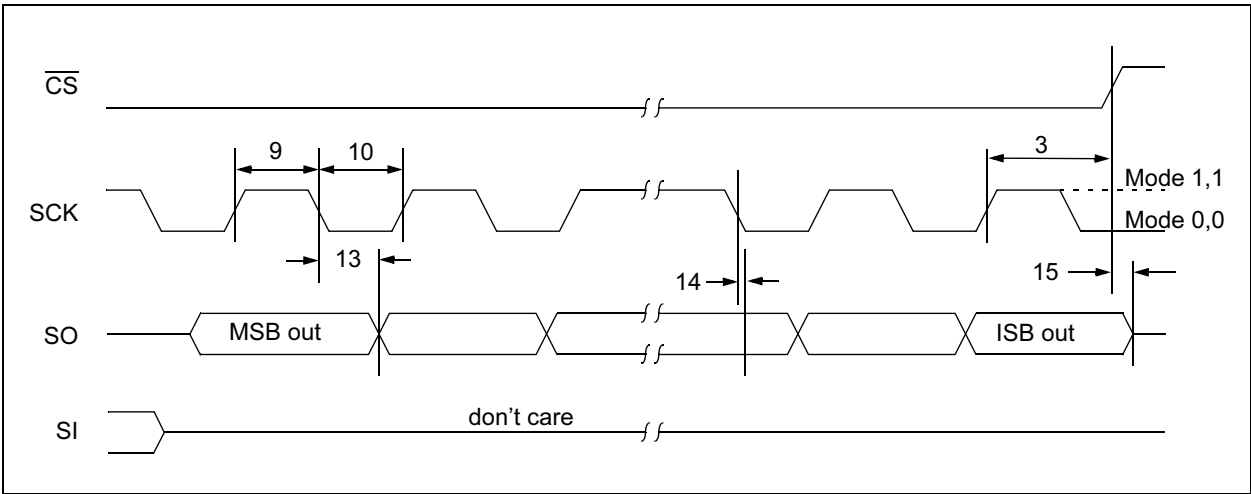 CS
9
10
3
SCK
Mode 1,1
Mode 0,0
13
14
15
SO
MSB out
ISB out
SI
don't care